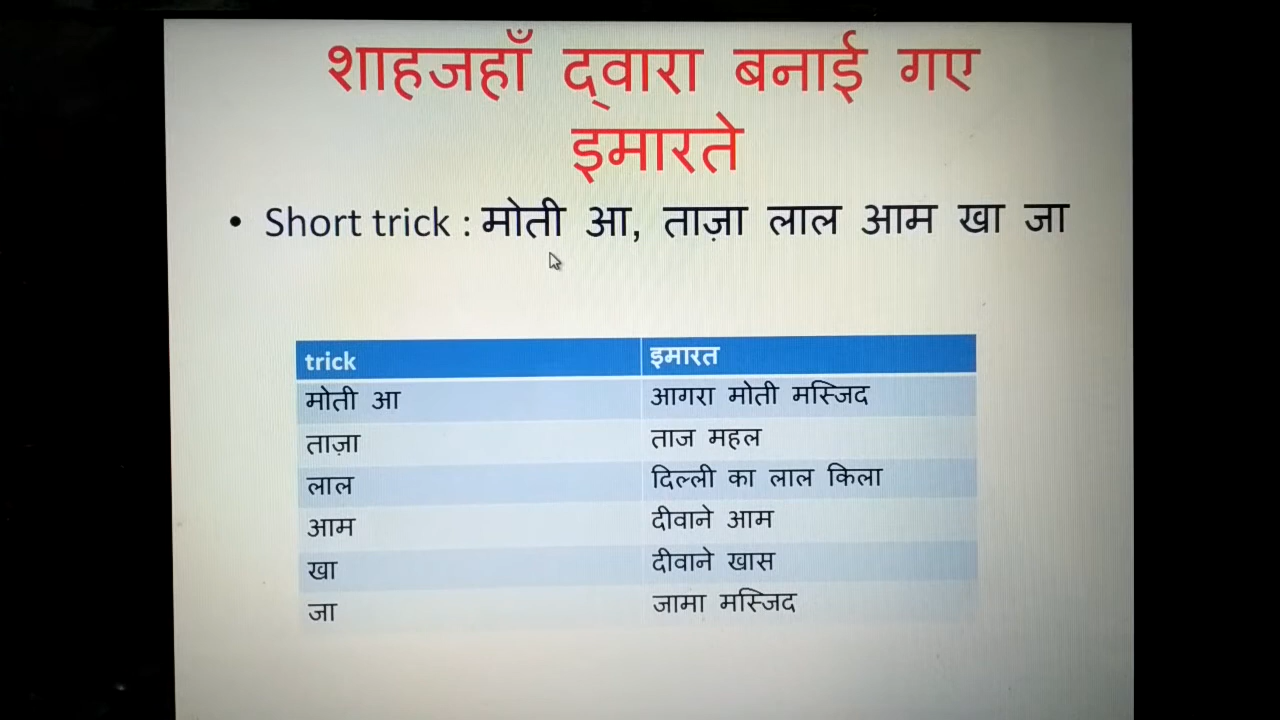 शाहजहाँ द्वारा बनाई गए
इमारते
• Short trick : मोती आ, ताज़ा लाल आम खा जा
trick इमारत
मोती आ आगरा मोती मस्जिद
ताज़ा ताज महल
लाल दिल्ली का लाल किला
आम दीवाने आम
खा दीवाने खास
जा जामा मस्जिद